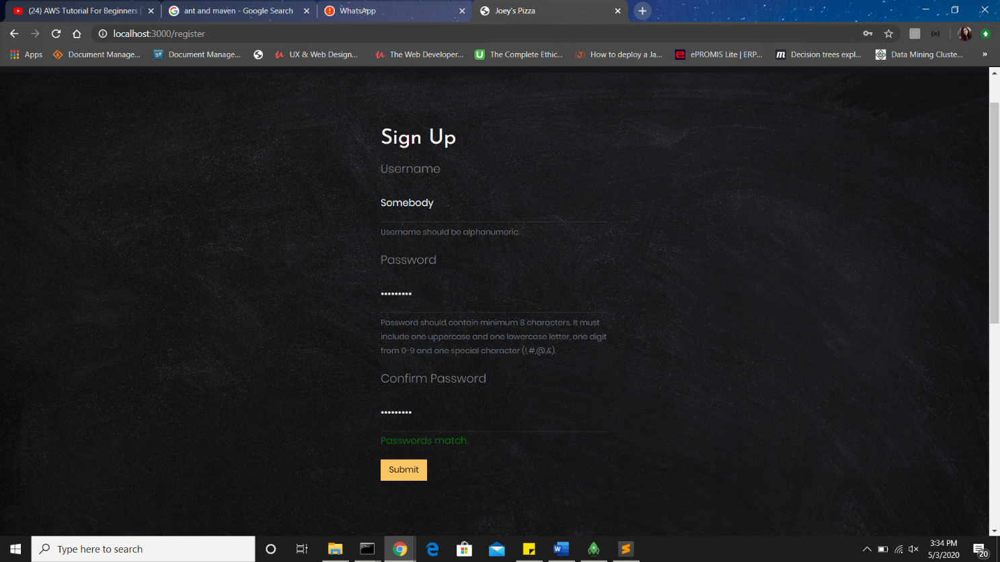 (24) AWS Tutorial For Beginners
ant and maven - Google Search
WhatsApp
Joey's Pizza
localhost:3000/register
Apps
Document Manage...
Document Manage...
UX & Web Design...
The Web Developer...
The Complete Ethic...
How to deploy a Ja...
ePROMIS Lite | ERP...
Decision trees expl...
Data Mining Cluste...
»
Sign Up
Username
Somebody
Username should be alphanumeric.
Password
•••••••••
Password should contain minimum 8 characters. It must
include one uppercase and one lowercase letter, one digit
from 0-9 and one special character (!,#,@,&).
Confirm Password
•••••••••
Passwords match.
Submit
Type here to search
3:34 PM
5/3/2020
20